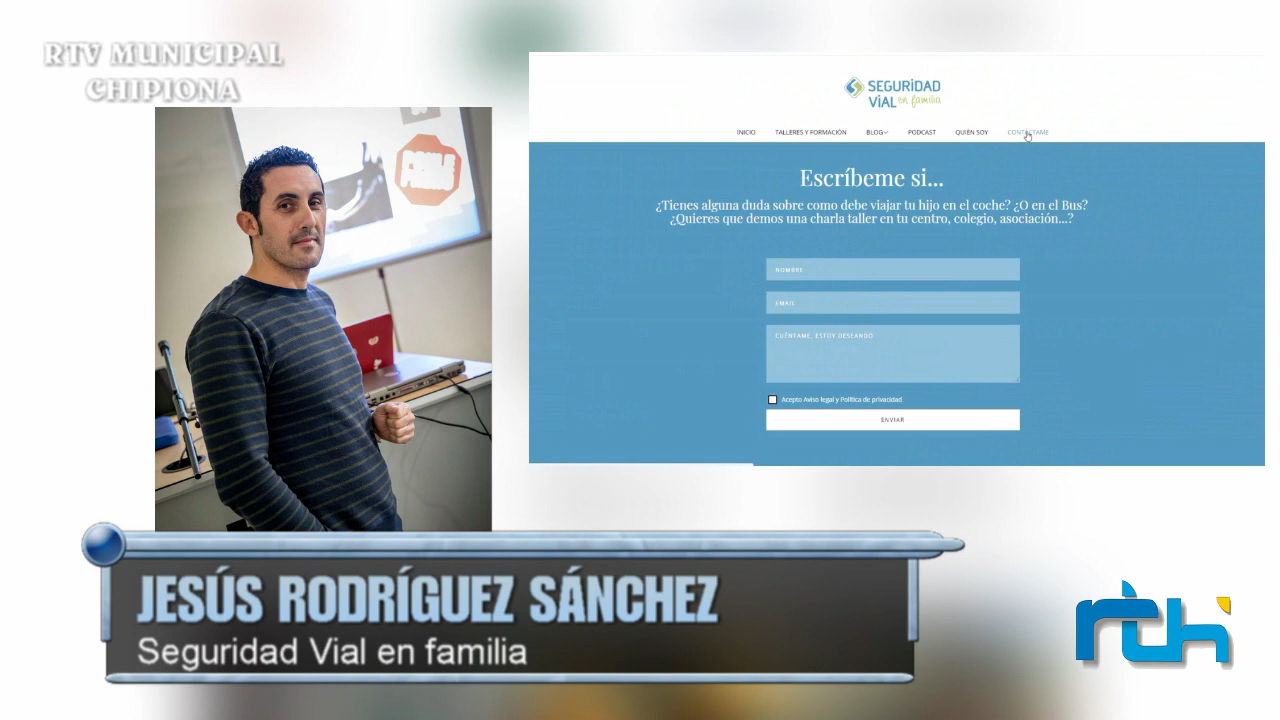 RTV MUNICIPAL
CHIPIONA
SEGURIDAD
VIAL en familia
INICIO TALLERES Y FORMACIÓN BLOG PODCAST QUIÉN SOY CONTÁCTAME
Escríbeme si...
¿Tienes alguna duda sobre como debe viajar tu hijo en el coche? ¿O en el Bus?
¿Quieres que demos una charla taller en tu centro, colegio, asociación...?
NOMBRE
EMAIL
CUÉNTAME, ESTOY DESEANDO
Acepto Aviso legal y Política de privacidad
ENVIAR
JESÚS RODRÍGUEZ SÁNCHEZ
Seguridad Vial en familia
rtch